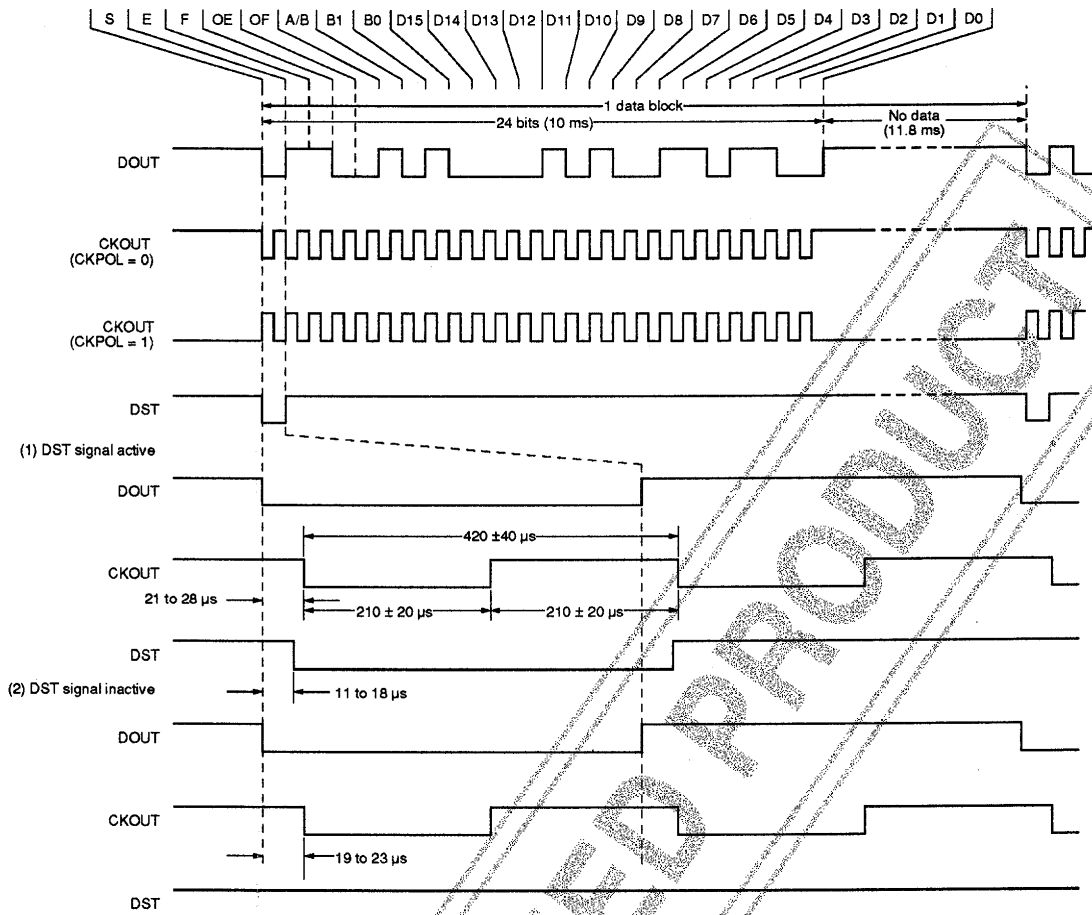 S E F OE OF A/B B1 B0 D15 D14 D13 D12 D11 D10 D9 D8 D7 D6 D5 D4 D3 D2 D1 D0
1 data block
24 bits (10 ms)
No data
(11.8 ms)
DOUT
CKOUT
(CKPOL = 0)
CKOUT
(CKPOL = 1)
DST
(1) DST signal active
DOUT
420 ±40 µs
CKOUT
21 to 28 µs
210 ± 20 µs
210 ± 20 µs
DST
(2) DST signal inactive
11 to 18 µs
DOUT
CKOUT
19 to 23 µs
DST
ED PRODUCT